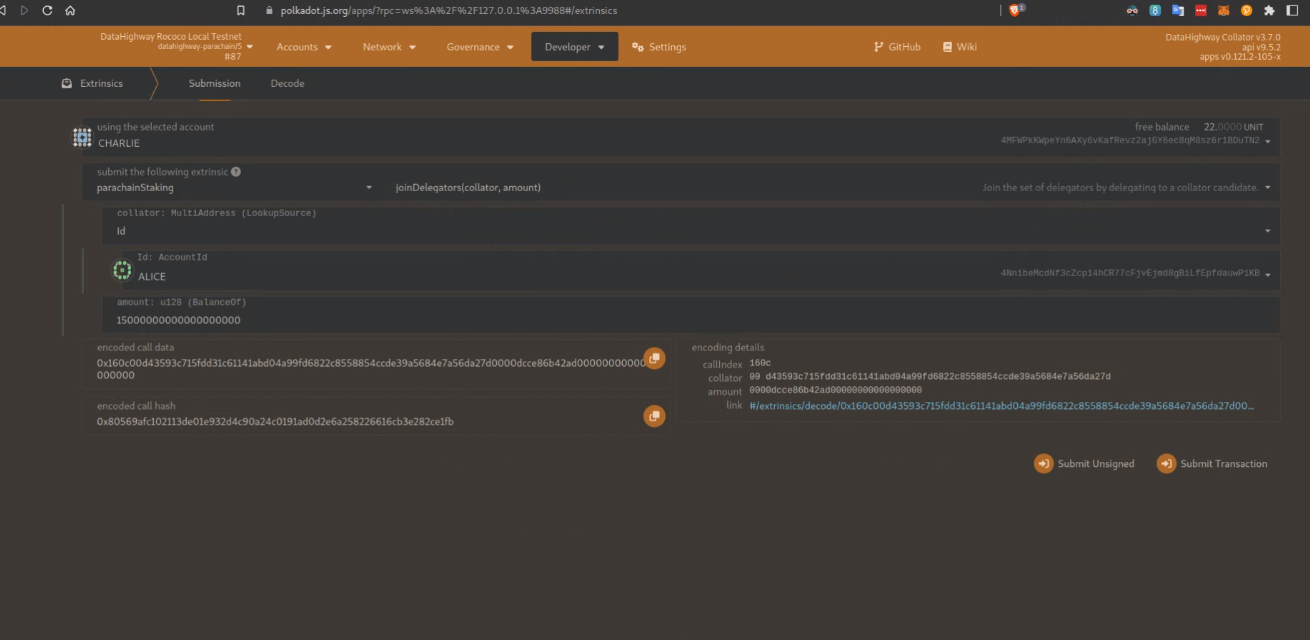 polkadot.js.org/apps/?rpc=ws%3A%2F%2F127.0.0.1%3A9988#/extrinsics
DataHighway Rococo Local Testnet
datahighway-parachain/5
#87
Accounts
Network
Governance
Developer
Settings
GitHub
Wiki
DataHighway Collator v3.7.0
api v9.5.2
apps v0.121.2-105-x
Extrinsics
Submission
Decode
using the selected account
CHARLIE
free balance 22.0000 UNIT
4MFWPkKWpeYn6AXy6vKafRevz2ajGY6ec8qM8sz6r1BDuTN2
submit the following extrinsic
parachainStaking
joinDelegators(collator, amount)
Join the set of delegators by delegating to a collator candidate.
collator: MultiAddress (LookupSource)
Id
Id: AccountId
ALICE
4Nn1beMcdNf3cZcp14hCR77cFjvEjmd8gBiLfEpfdauwP1KB
amount: u128 (BalanceOf)
15000000000000000000
encoded call data
0x160c00d43593c715fdd31c61141abd04a99fd6822c8558854ccde39a5684e7a56da27d0000dcce86b42ad00000000000
000000
encoding details
callIndex 160c
collator 00 d43593c715fdd31c61141abd04a99fd6822c8558854ccde39a5684e7a56da27d
amount 0000dcce86b42ad00000000000000000
link #/extrinsics/decode/0x160c00d43593c715fdd31c61141abd04a99fd6822c8558854ccde39a5684e7a56da27d00...
encoded call hash
0x80569afc102113de01e932d4c90a24c0191ad0d2e6a258226616cb3e282ce1fb
Submit Unsigned
Submit Transaction